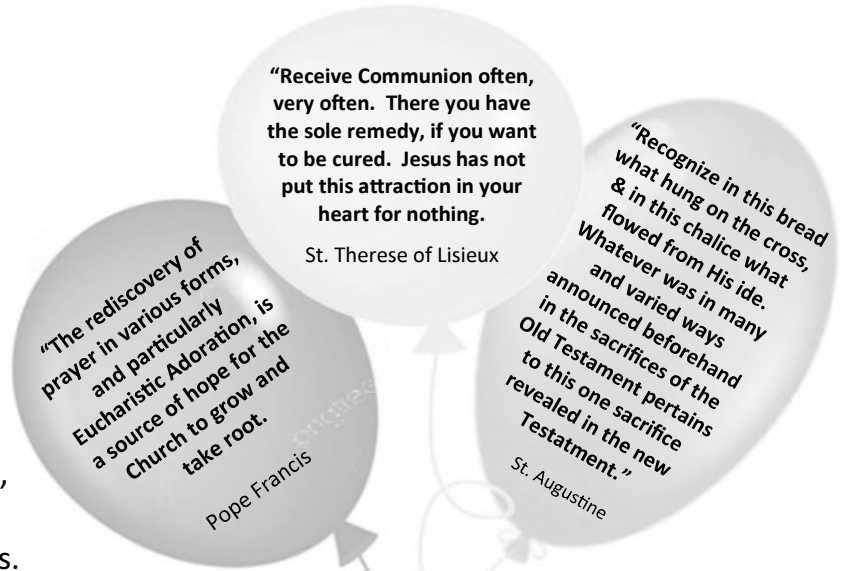 “Receive Communion often,
very often. There you have
the sole remedy, if you want
to be cured. Jesus has not
put this attraction in your
heart for nothing.
St. Therese of Lisieux
“The rediscovery of
prayer in various forms,
and particularly
Eucharistic Adoration, is
a source of hope for the
Church to grow and
take root.
Pope Francis
“Recognize in this bread
what hung on the cross,
& in this chalice what
flowed from His ide.
Whatever was in many
and varied ways
announced beforehand
in the sacrifices of the
Old Testament pertains
to this one sacrifice
revealed in the new
Testatment.”
St. Augustine
,
s.